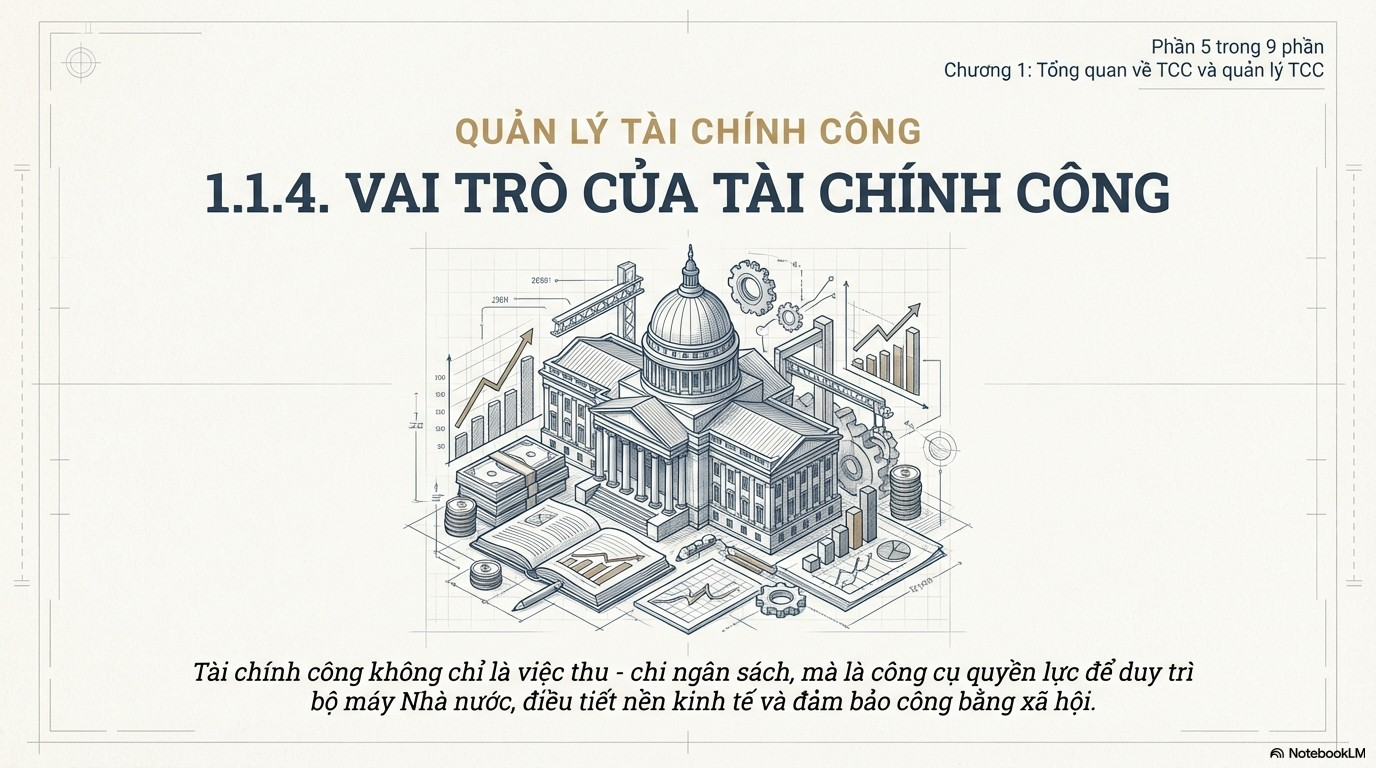 Phần 5 trong 9 phần
Chương 1: Tổng quan về TCC và quản lý TCC
QUẢN LÝ TÀI CHÍNH CÔNG
1.1.4. VAI TRÒ CỦA TÀI CHÍNH CÔNG
Tài chính công không chỉ là việc thu - chi ngân sách, mà là công cụ quyền lực để duy trì
bộ máy Nhà nước, điều tiết nền kinh tế và đảm bảo công bằng xã hội.
NotebookLM